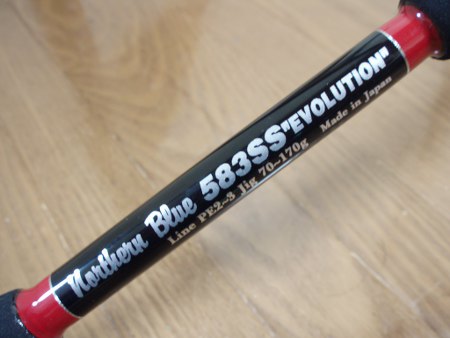 Northern Blue 583SS"EVOLUTION"
Line PE2~3 Jig 70~170g Made in Japan